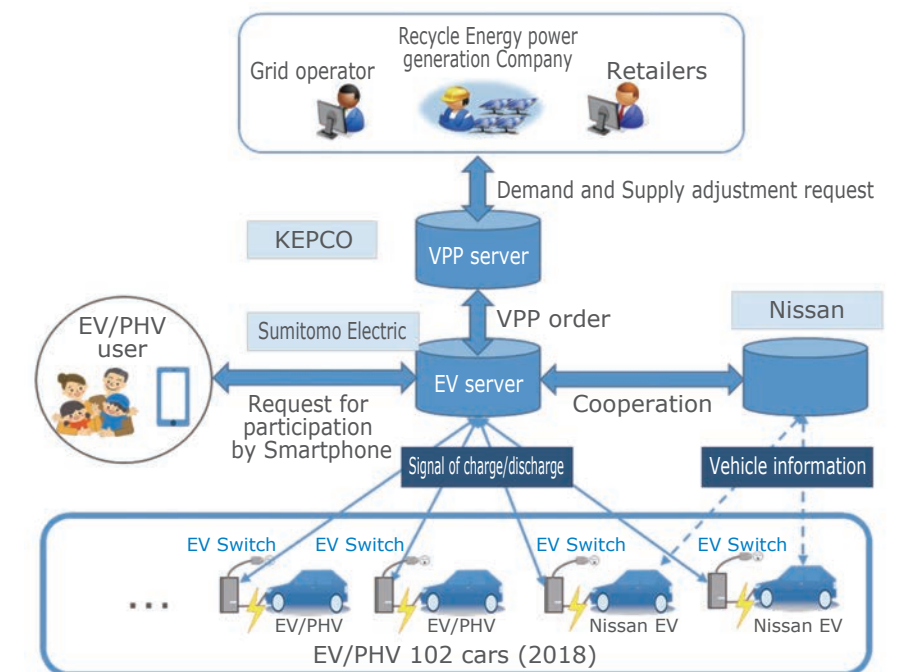 Recycle Energy power
generation Company
Grid operator
Retailers
Demand and Supply adjustment request
KEPCO
VPP server
VPP order
EV/PHV
user
Sumitomo Electric
Nissan
EV server
Cooperation
Request for
participation
by Smartphone
Signal of charge/discharge
Vehicle information
EV Switch
EV Switch
EV Switch
EV Switch
...
EV/PHV
EV/PHV
Nissan EV
Nissan EV
EV/PHV 102 cars (2018)